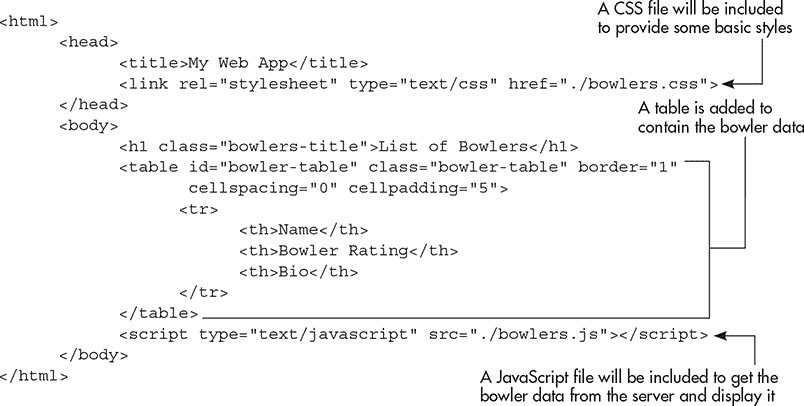 A CSS file will be included
to provide some basic styles
<html>
<head>
<title>My Web App</title>
<link rel="stylesheet" type="text/css" href="./bowlers.css">
</head>
A table is added to
contain the bowler data
<body>
<h1 class="bowlers-title">List of Bowlers</h1>
<table id="bowler-table" class="bowler-table" border="1"
cellspacing="0" cellpadding="5">
<tr>
<th>Name</th>
<th>Bowler Rating</th>
<th>Bio</th>
</tr>
</table>
<script type="text/javascript" src="./bowlers.js"></script>
</body>
</html>
A JavaScript file will be included to get the
bowler data from the server and display it